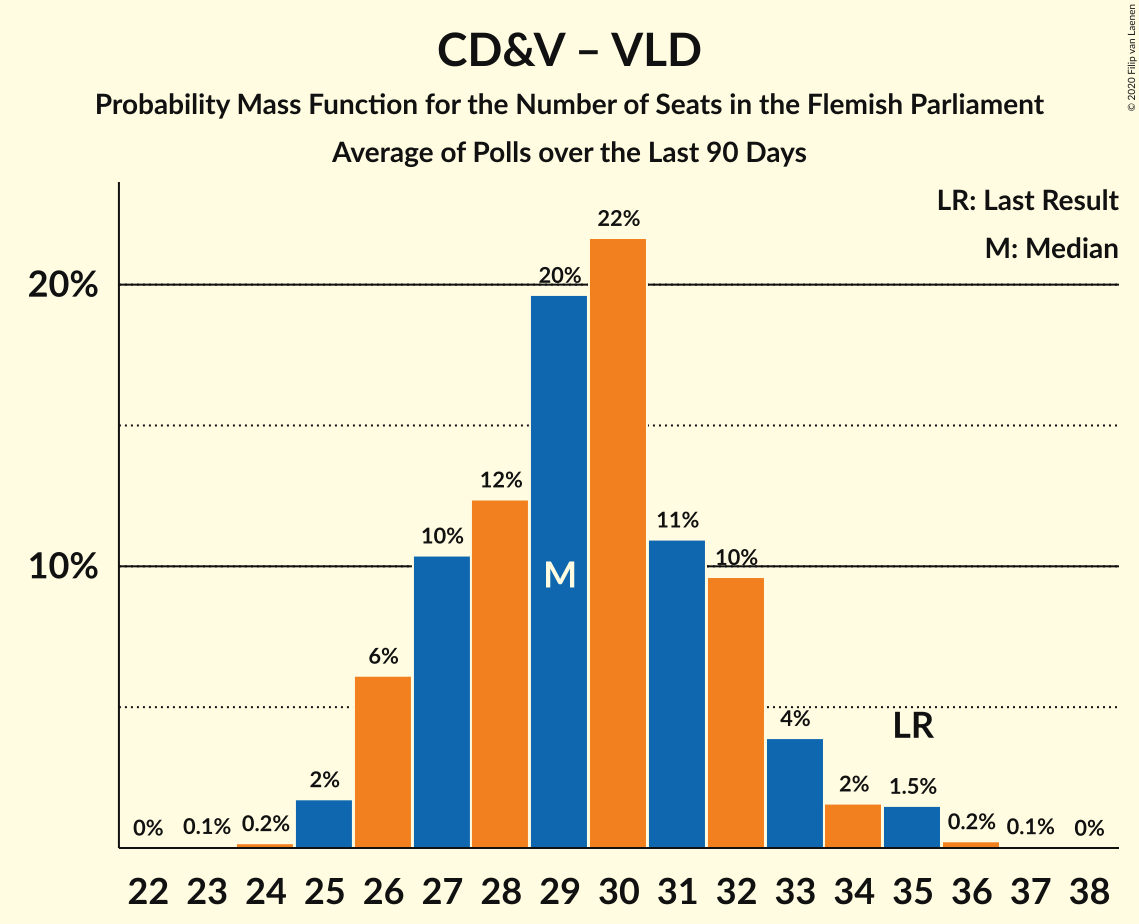 CD&V – VLD
Probability Mass Function for the Number of Seats in the Flemish Parliament
Average of Polls over the Last 90 Days
© 2020 Filip van Laenen
LR: Last Result
M: Median
20%
10%
0%
0.1%
0.2%
2%
6%
10%
12%
20%
22%
11%
10%
4%
2%
1.5%
0.2%
0.1%
0%
M
LR
22 23 24 25 26 27 28 29 30 31 32 33 34 35 36 37 38